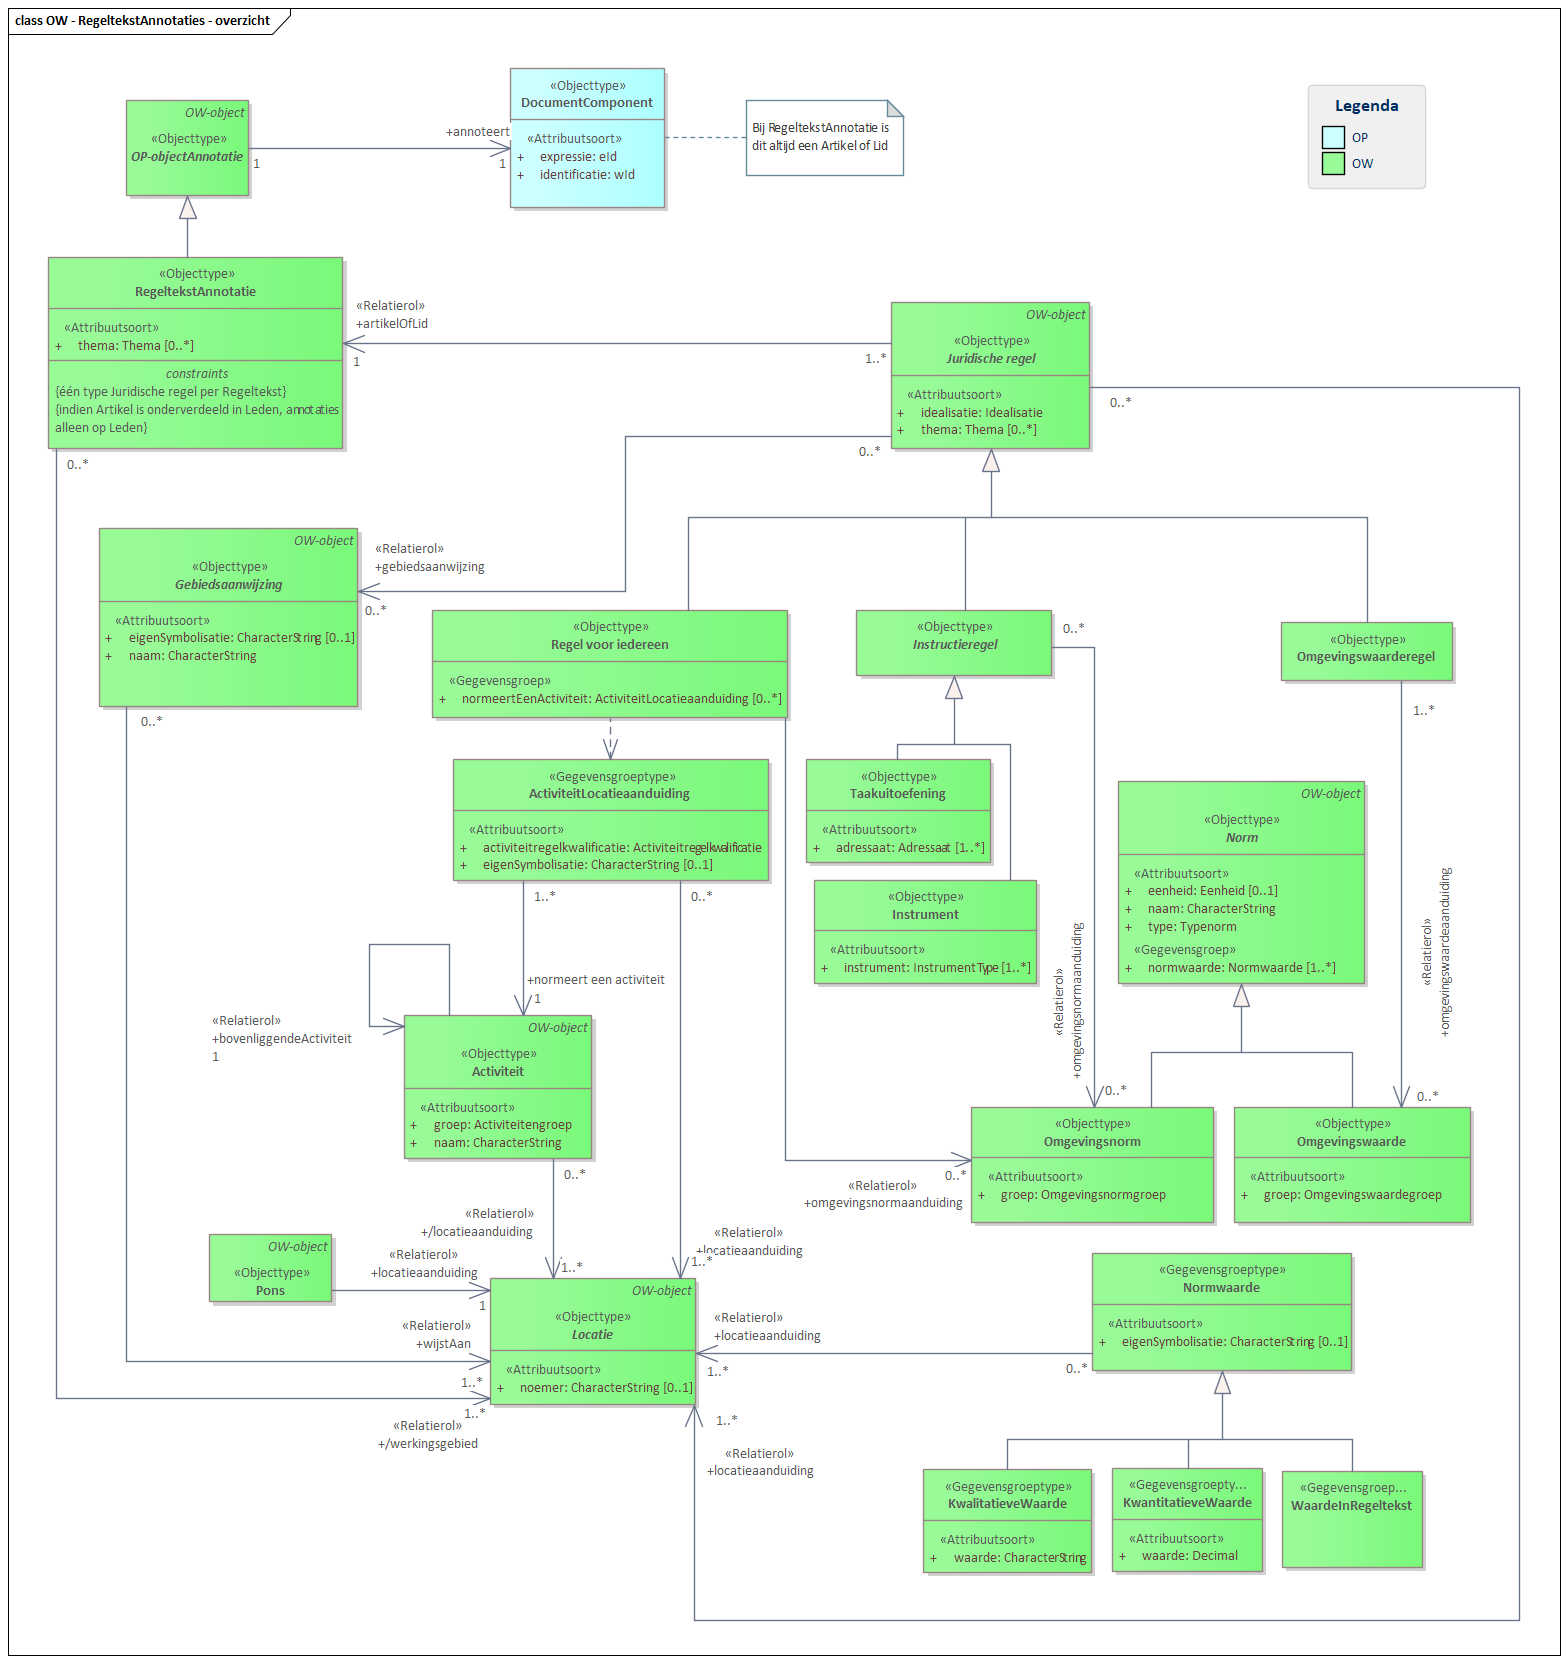 class OW - RegeltekstAnnotaties - overzicht
OW-object
«Objecttype»
OP-objectAnnotatie
1
+annoteert
1
«Objecttype»
DocumentComponent
«Attribuutsoort»
+ expressie: eId
+ identificatie: wId
Bij RegeltekstAnnotatie is
dit altijd een Artikel of Lid
Legenda
OP
OW
«Objecttype»
RegeltekstAnnotatie
«Attribuutsoort»
+ thema: Thema [0..*]
constraints
{één type Juridische regel per Regeltekst}
{indien Artikel is onderverdeeld in Leden, annotaties
alleen op Leden}
0..*
«Relatierol»
+artikelOfLid
1
1..*
OW-object
«Objecttype»
Juridische regel
«Attribuutsoort»
+ idealisatie: Idealisatie
+ thema: Thema [0..*]
0..*
0..*
OW-object
«Objecttype»
Gebiedsaanwijzing
«Attribuutsoort»
+ eigenSymbolisatie: CharacterString [0..1]
+ naam: CharacterString
0..*
«Relatierol»
+gebiedsaanwijzing
0..*
«Objecttype»
Regel voor iedereen
«Gegevensgroep»
+ normeertEenActiviteit: ActiviteitLocatieaanduiding [0..*]
«Objecttype»
Instructieregel
0..*
«Objecttype»
Omgevingswaarderegel
1..*
«Gegevensgroeptype»
ActiviteitLocatieaanduiding
«Attribuutsoort»
+ activiteitregelkwalificatie: Activiteitregelkwalificatie
+ eigenSymbolisatie: CharacterString [0..1]
1..*
0..*
«Objecttype»
Taakuitoefening
«Attribuutsoort»
+ adressaat: Adressaat [1..*]
«Objecttype»
Instrument
«Attribuutsoort»
+ instrument: InstrumentType [1..*]
OW-object
«Objecttype»
Norm
«Attribuutsoort»
+ eenheid: Eenheid [0..1]
+ naam: CharacterString
+ type: Typenorm
«Gegevensgroep»
+ normwaarde: Normwaarde [1..*]
«Relatierol»
+omgevingsnormaanduiding
0..*
«Relatierol»
+omgevingswaardeaanduiding
0..*
+normeert een activiteit
1
«Relatierol»
+bovenliggendeActiviteit
1
OW-object
«Objecttype»
Activiteit
«Attribuutsoort»
+ groep: Activiteitengroep
+ naam: CharacterString
0..*
«Objecttype»
Omgevingsnorm
«Attribuutsoort»
+ groep: Omgevingsnormgroep
«Objecttype»
Omgevingswaarde
«Attribuutsoort»
+ groep: Omgevingswaardegroep
0..*
«Relatierol»
+omgevingsnormaanduiding
«Relatierol»
+/locatieaanduiding
1..*
«Relatierol»
+locatieaanduiding
1..*
OW-object
«Objecttype»
Pons
«Relatierol»
+locatieaanduiding
1
«Relatierol»
+wijstAan
1..*
1..*
«Relatierol»
+/werkingsgebied
OW-object
«Objecttype»
Locatie
«Attribuutsoort»
+ noemer: CharacterString [0..1]
«Relatierol»
+locatieaanduiding
1..*
0..*
1..*
«Relatierol»
+locatieaanduiding
«Gegevensgroeptype»
Normwaarde
«Attribuutsoort»
+ eigenSymbolisatie: CharacterString [0..1]
«Gegevensgroeptype»
KwalitatieveWaarde
«Attribuutsoort»
+ waarde: CharacterString
«Gegevensgroepty...
KwantitatieveWaarde
«Attribuutsoort»
+ waarde: Decimal
«Gegevensgroep...
WaardeInRegeltekst